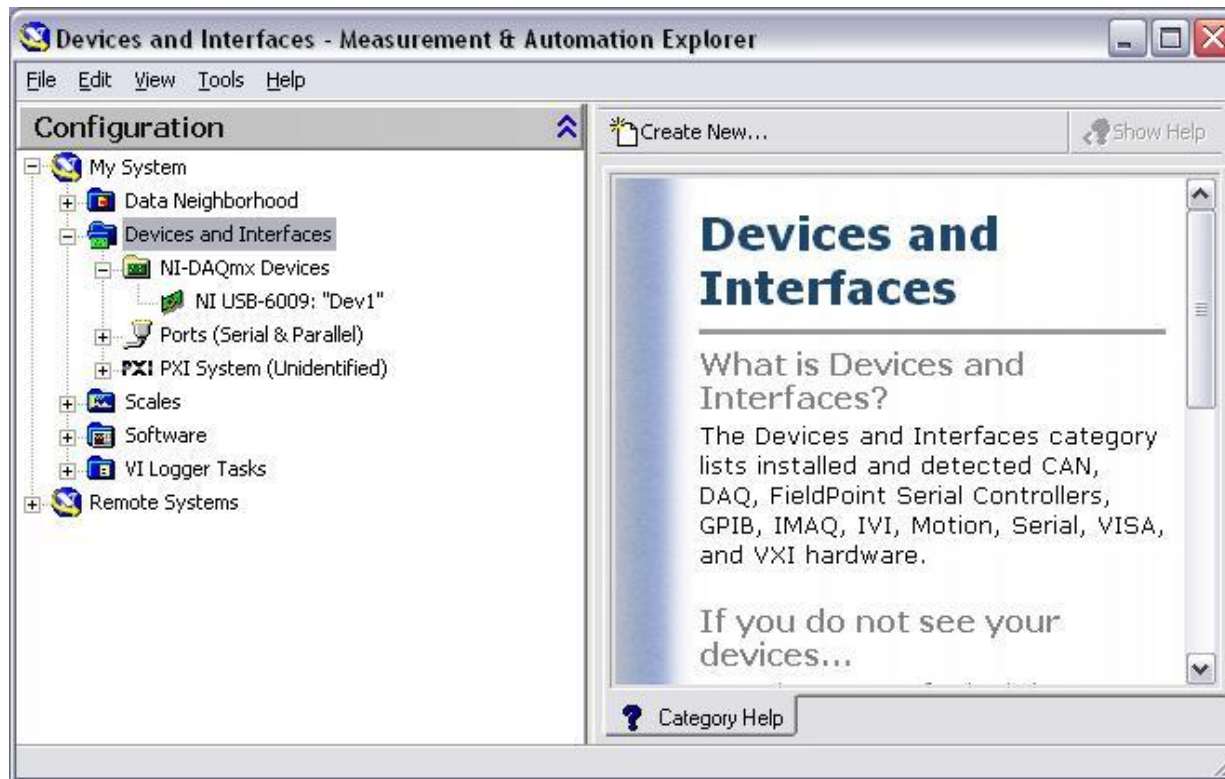 Devices and Interfaces - Measurement & Automation Explorer
File Edit View Tools Help
Configuration
Create New...
Show Help
My System
Data Neighborhood
Devices and Interfaces
NI-DAQmx Devices
NI USB-6009: "Dev1"
Ports (Serial & Parallel)
PXI PXI System (Unidentified)
Scales
Software
VI Logger Tasks
Remote Systems
Devices and
Interfaces
What is Devices and
Interfaces?
The Devices and Interfaces category
lists installed and detected CAN,
DAQ, FieldPoint Serial Controllers,
GPIB, IMAQ, IVI, Motion, Serial, VISA,
and VXI hardware.
If you do not see your
devices...
Category Help